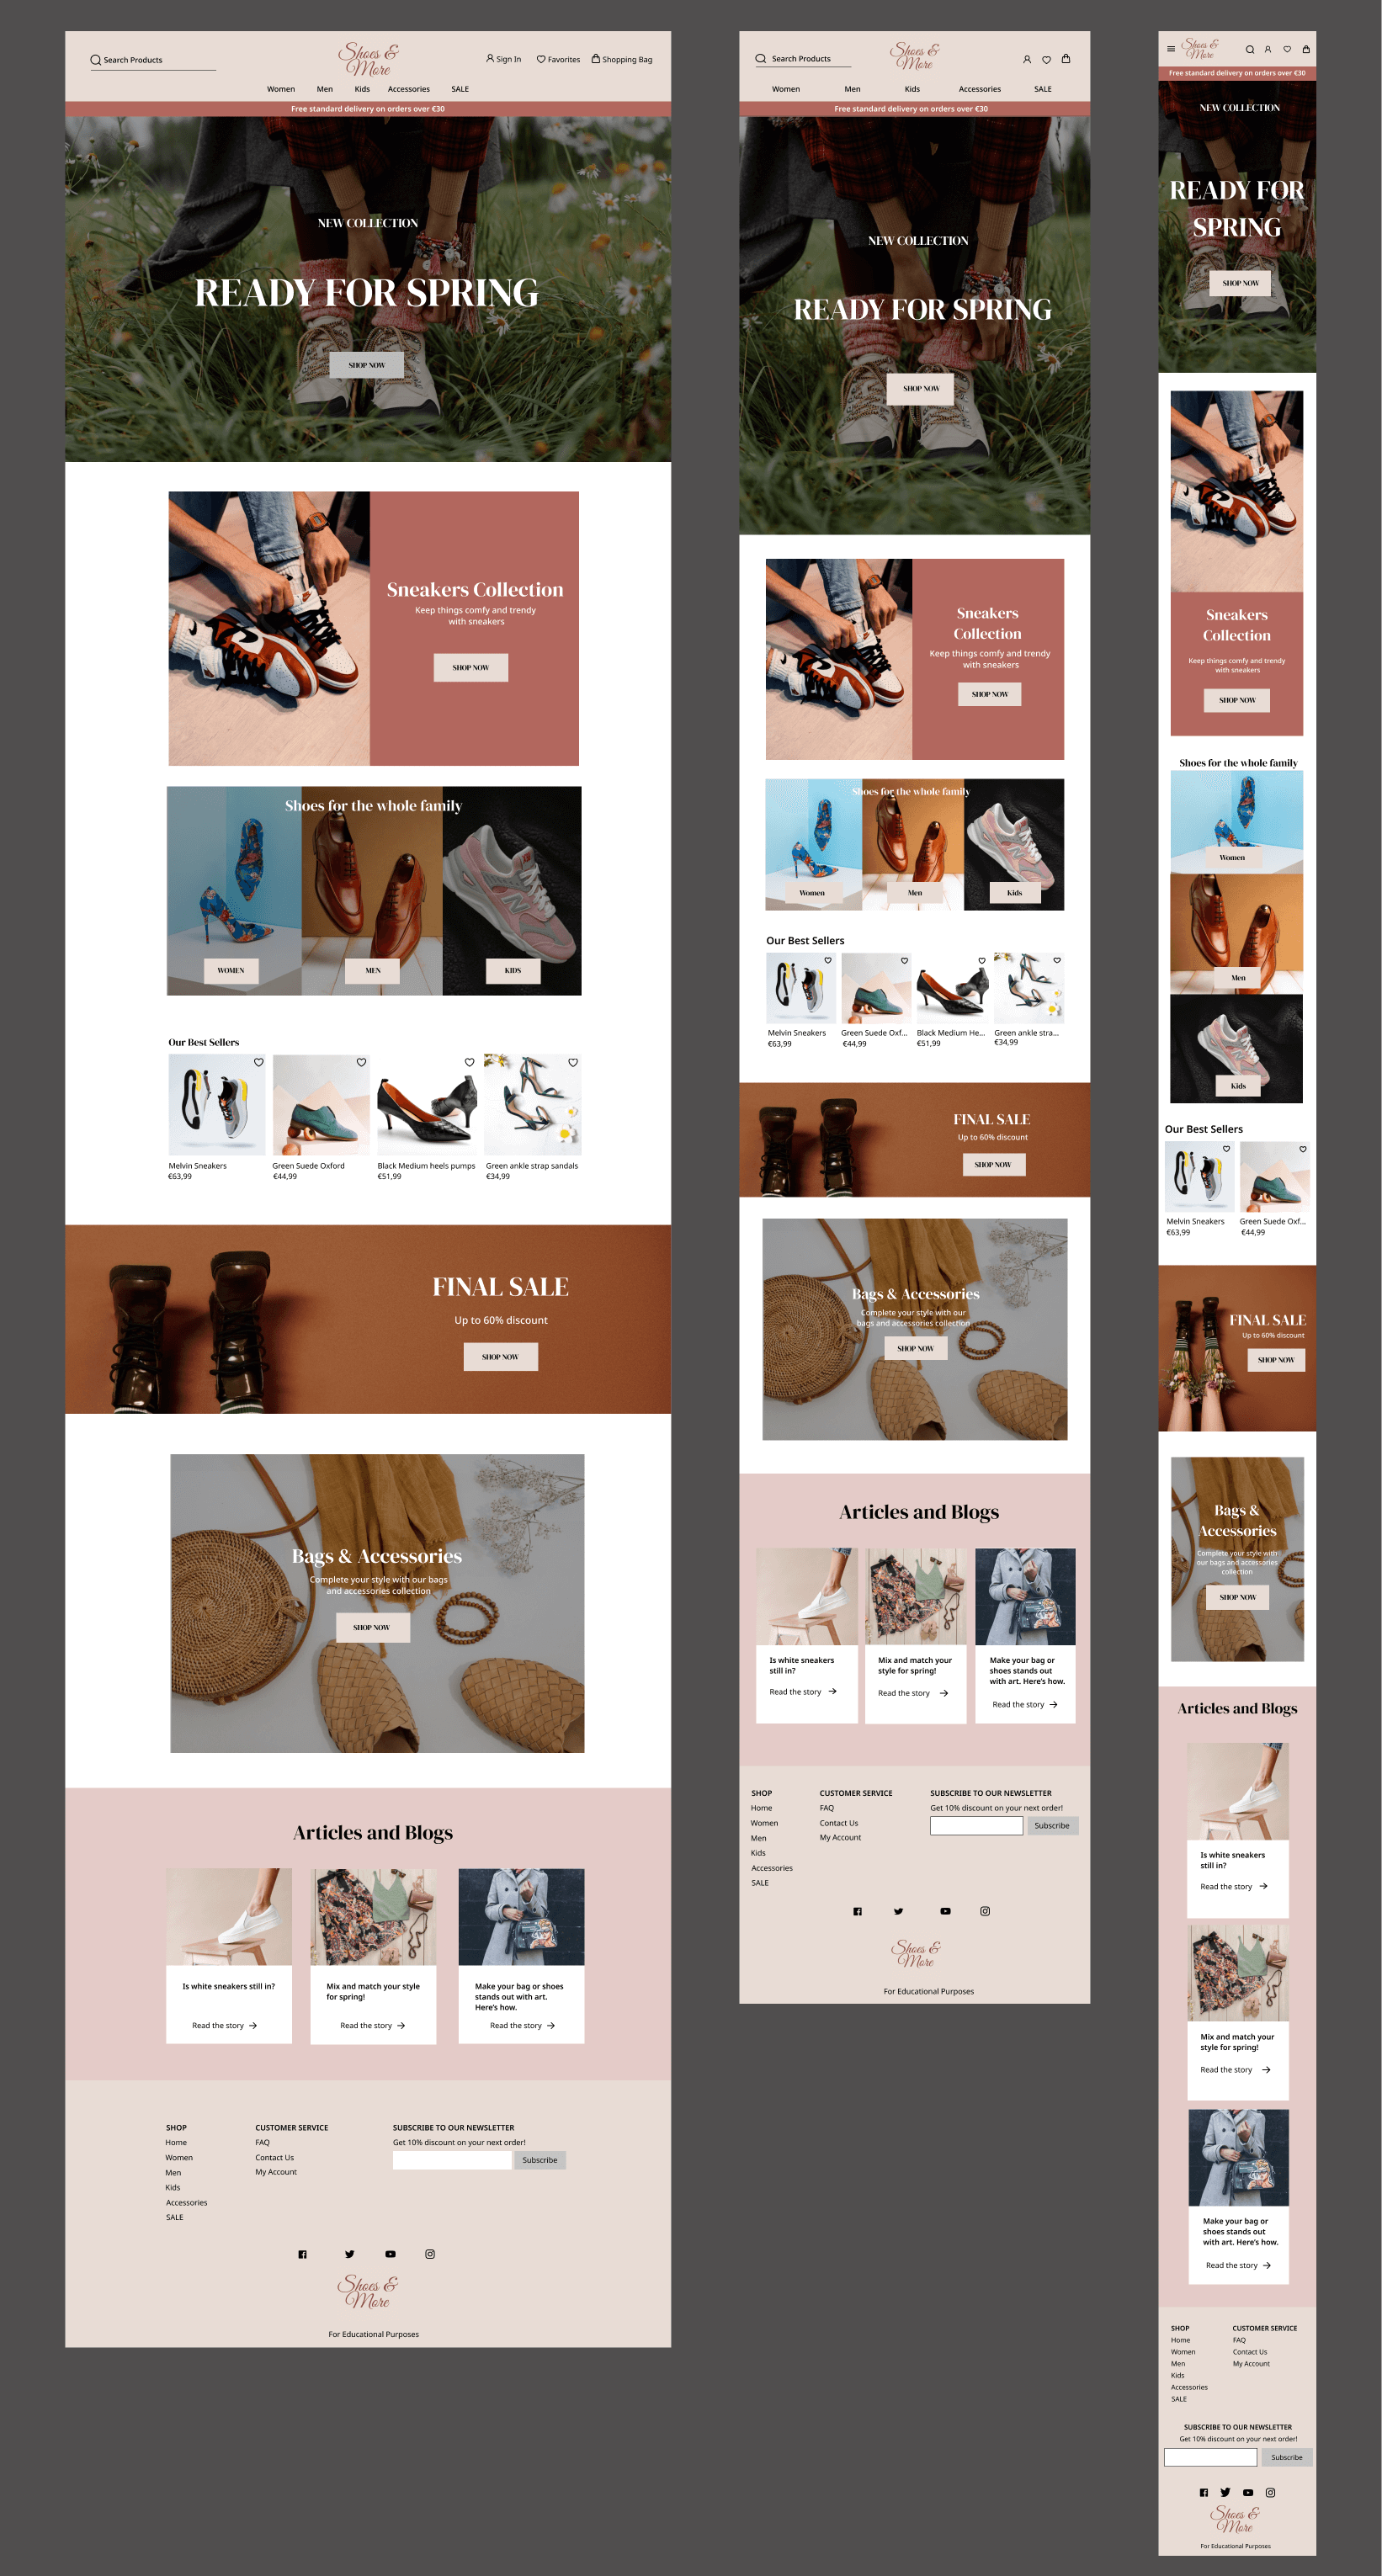 Search Products
Shoes &
More
Sign In
Favorites
Shopping Bag
Women
Men
Kids
Accessories
SALE
Free standard delivery on orders over €30
NEW COLLECTION
READY FOR SPRING
SHOP NOW
Sneakers Collection
Keep things comfy and trendy
with sneakers
SHOP NOW
Shoes for the whole family
WOMEN
MEN
KIDS
Our Best Sellers
Melvin Sneakers
€63,99
Green Suede Oxford
€44,99
Black Medium heels pumps
€51,99
Green ankle strap sandals
€34,99
FINAL SALE
Up to 60% discount
SHOP NOW
Bags & Accessories
Complete your style with our bags
and accessories collection
SHOP NOW
Articles and Blogs
Is white sneakers still in?
Read the story
Mix and match your style
for spring!
Read the story
Make your bag or shoes
stands out with art.
Here's how.
Read the story
SHOP
Home
Women
Men
Kids
Accessories
SALE
CUSTOMER SERVICE
FAQ
Contact Us
My Account
SUBSCRIBE TO OUR NEWSLETTER
Get 10% discount on your next order!
Subscribe
Shoes &
More
For Educational Purposes
Search Products
Shoes &
More
Women
Men
Kids
Accessories
SALE
Free standard delivery on orders over €30
NEW COLLECTION
READY FOR SPRING
SHOP NOW
Sneakers
Collection
Keep things comfy and trendy
with sneakers
SHOP NOW
Shoes for the whole family
Women
Men
Kids
Our Best Sellers
Melvin Sneakers
€63,99
Green Suede Oxf...
€44,99
Black Medium He...
€51,99
Green ankle stra...
€34,99
FINAL SALE
Up to 60% discount
SHOP NOW
Bags & Accessories
Complete your style with our
bags and accessories collection
SHOP NOW
Articles and Blogs
Is white sneakers
still in?
Read the story
Mix and match your
style for spring!
Read the story
Make your bag or
shoes stands out
with art. Here's how.
Read the story
SHOP
Home
Women
Men
Kids
Accessories
SALE
CUSTOMER SERVICE
FAQ
Contact Us
My Account
SUBSCRIBE TO OUR NEWSLETTER
Get 10% discount on your next order!
Subscribe
Shoes &
More
For Educational Purposes
Shoes &
More
Free standard delivery on orders over €30
NEW COLLECTION
READY FOR
SPRING
SHOP NOW
Sneakers
Collection
Keep things comfy and trendy
with sneakers
SHOP NOW
Shoes for the whole family
Women
Men
Kids
Our Best Sellers
Melvin Sneakers
€63,99
Green Suede Oxf...
€44,99
FINAL SALE
Up to 60% discount
SHOP NOW
Bags &
Accessories
Complete your style with
our bags and accessories
collection
SHOP NOW
Articles and Blogs
Is white sneakers
still in?
Read the story
Mix and match your
style for spring!
Read the story
Make your bag or
shoes stands out
with art. Here's how.
Read the story
SHOP
Home
Women
Men
Kids
Accessories
SALE
CUSTOMER SERVICE
FAQ
Contact Us
My Account
SUBSCRIBE TO OUR NEWSLETTER
Get 10% discount on your next order!
Subscribe
Shoes &
More
For Educational Purposes